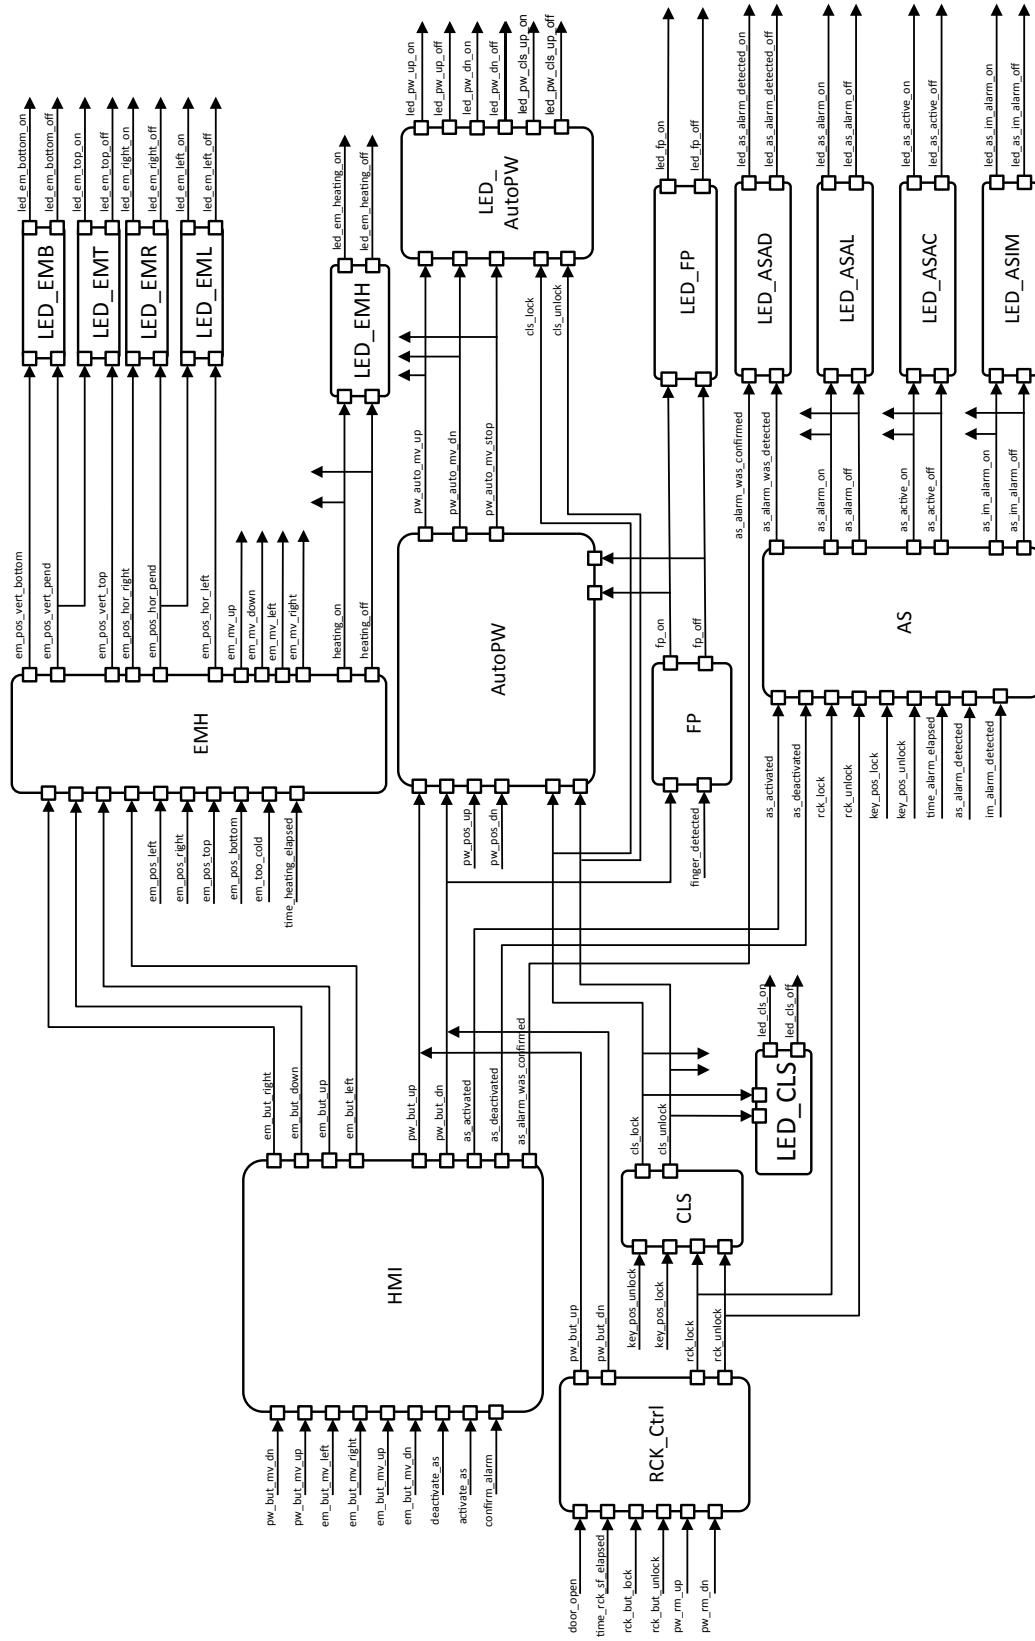 led_em_bottom_on
led_em_bottom_off
led_em_top_on
led_em_top_off
led_em_right_on
led_em_right_off
led_em_left_on
led_em_left_off
LED_EMB
LED_EMT
LED_EMR
LED_EML
led_em_heating_on
led_em_heating_off
LED_EMH
led_pw_up_on
led_pw_up_off
led_pw_dn_on
led_pw_dn_off
led_pw_cls_up_on
led_pw_cls_up_off
LED_
AutoPW
led_fp_on
led_fp_off
LED_FP
led_as_alarm_detected_on
led_as_alarm_detected_off
LED_ASAD
led_as_alarm_on
led_as_alarm_off
LED_ASAL
led_as_active_on
led_as_active_off
LED_ASAC
led_as_im_alarm_on
led_as_im_alarm_off
LED_ASIM
em_pos_vert_bottom
em_pos_vert_pend
em_pos_vert_top
em_pos_hor_right
em_pos_hor_pend
em_pos_hor_left
em_mv_up
em_mv_down
em_mv_left
em_mv_right
heating_on
heating_off
EMH
pw_auto_mv_up
pw_auto_mv_dn
pw_auto_mv_stop
cls_lock
cls_unlock
AutoPW
fp_on
fp_off
FP
as_alarm_was_confirmed
as_alarm_was_detected
as_alarm_on
as_alarm_off
as_active_on
as_active_off
as_im_alarm_on
as_im_alarm_off
AS
em_pos_left
em_pos_right
em_pos_top
em_pos_bottom
em_too_cold
time_heating_elapsed
pw_pos_up
pw_pos_dn
finger_detected
as_activated
as_deactivated
rck_lock
rck_unlock
key_pos_lock
key_pos_unlock
time_alarm_elapsed
as_alarm_detected
im_alarm_detected
em_but_right
em_but_down
em_but_up
em_but_left
pw_but_up
pw_but_dn
as_activated
as_deactivated
as_alarm_was_confirmed
HMI
cls_lock
cls_unlock
CLS
led_cls_on
led_cls_off
LED_CLS
key_pos_unlock
key_pos_lock
pw_but_up
pw_but_dn
rck_lock
rck_unlock
RCK_Ctrl
pw_but_mv_dn
pw_but_mv_up
em_but_mv_left
em_but_mv_right
em_but_mv_up
em_but_mv_dn
deactivate_as
activate_as
confirm_alarm
door_open
time_rck_sf_elapsed
rck_but_lock
rck_but_unlock
pw_rm_up
pw_rm_dn